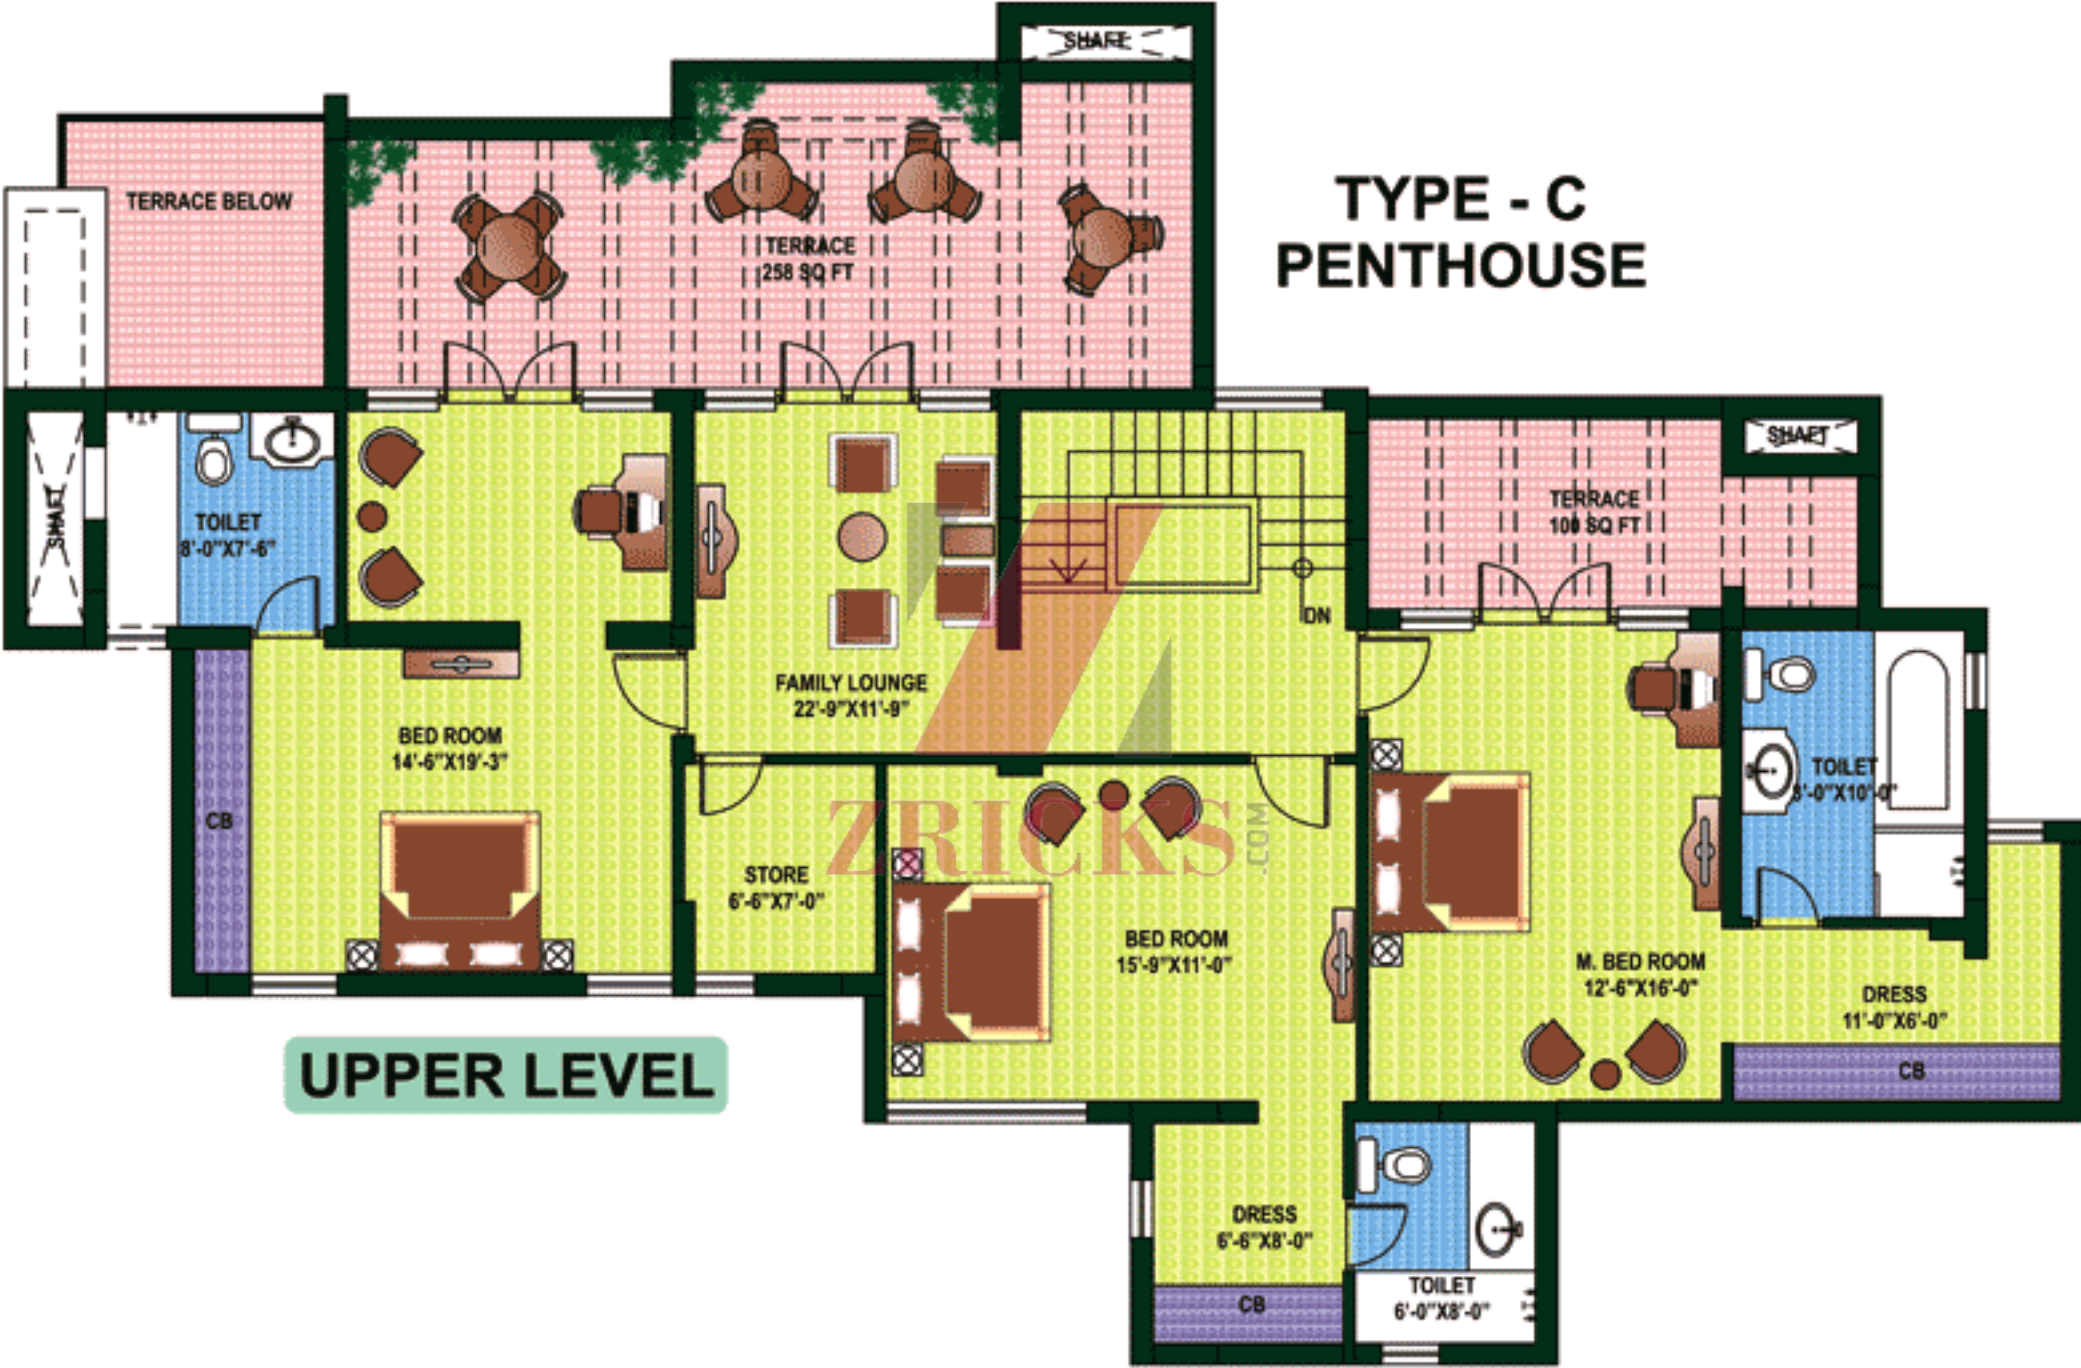 SHAFT
TYPE - C
PENTHOUSE
TERRACE BELOW
TERRACE
258 SQ FT
SHAFT
TERRACE
100 SQ FT
SHAFT
TOILET
8'-0"X7'-6"
DN
FAMILY LOUNGE
22'-9"X11'-9"
BED ROOM
14'-6"X19'-3"
TOILET
8'-0"X10'-0"
CB
ZRICKS
.COM
STORE
6'-6"X7'-0"
BED ROOM
15'-9"X11'-0"
M. BED ROOM
12'-6"X16'-0"
DRESS
11'-0"X6'-0"
CB
UPPER LEVEL
DRESS
6'-6"X8'-0"
TOILET
6'-0"X8'-0"
CB